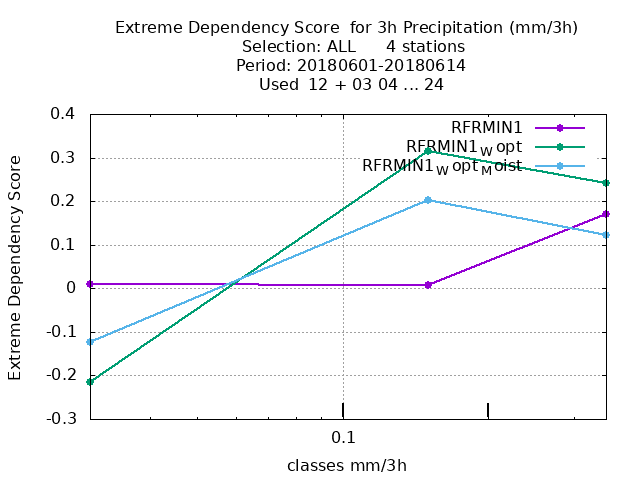 Extreme Dependency Score  for 3h Precipitation (mm/3h)
Selection: ALL      4 stations
Period: 20180601-20180614
Used  12 + 03 04 ... 24
RFRMIN1
RFRMIN1Wopt
RFRMIN1WoptMoist
0.4
0.3
0.2
0.1
0
-0.1
-0.2
-0.3
Extreme Dependency Score
0.1
classes mm/3h